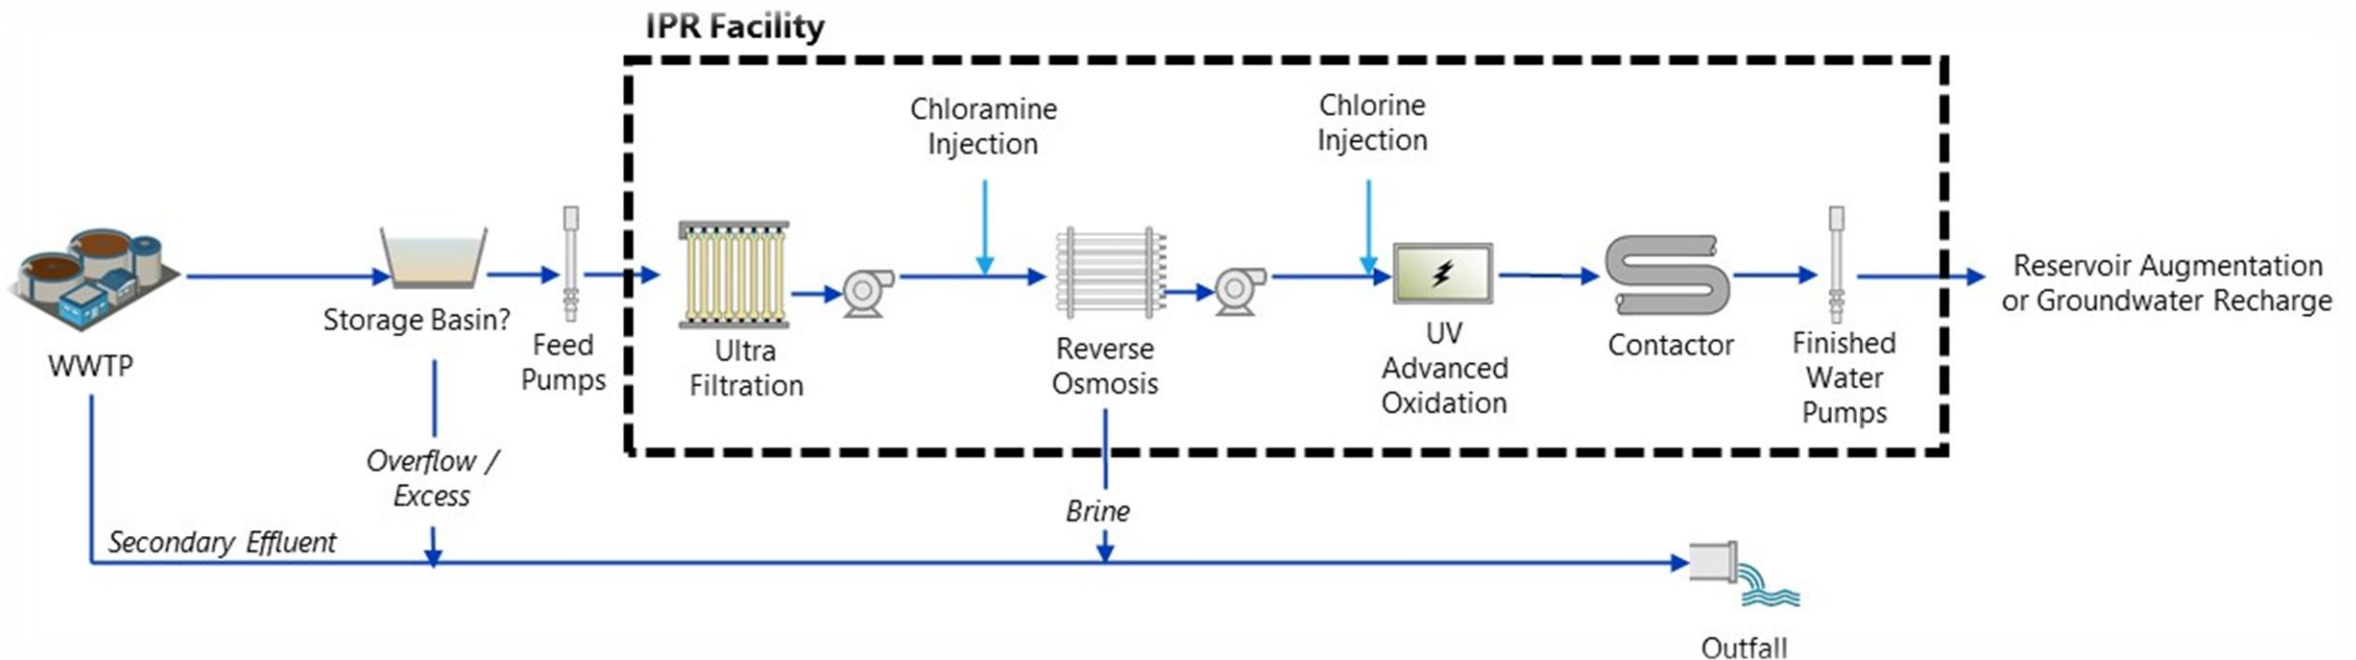 IPR Facility
Chloramine
Injection
Chlorine
Injection
WWTP
Storage Basin?
Feed
Pumps
Ultra
Filtration
Reverse
Osmosis
UV
Advanced
Oxidation
Contactor
Finished
Water
Pumps
Reservoir Augmentation
or Groundwater Recharge
Overflow /
Excess
Brine
Secondary Effluent
Outfall